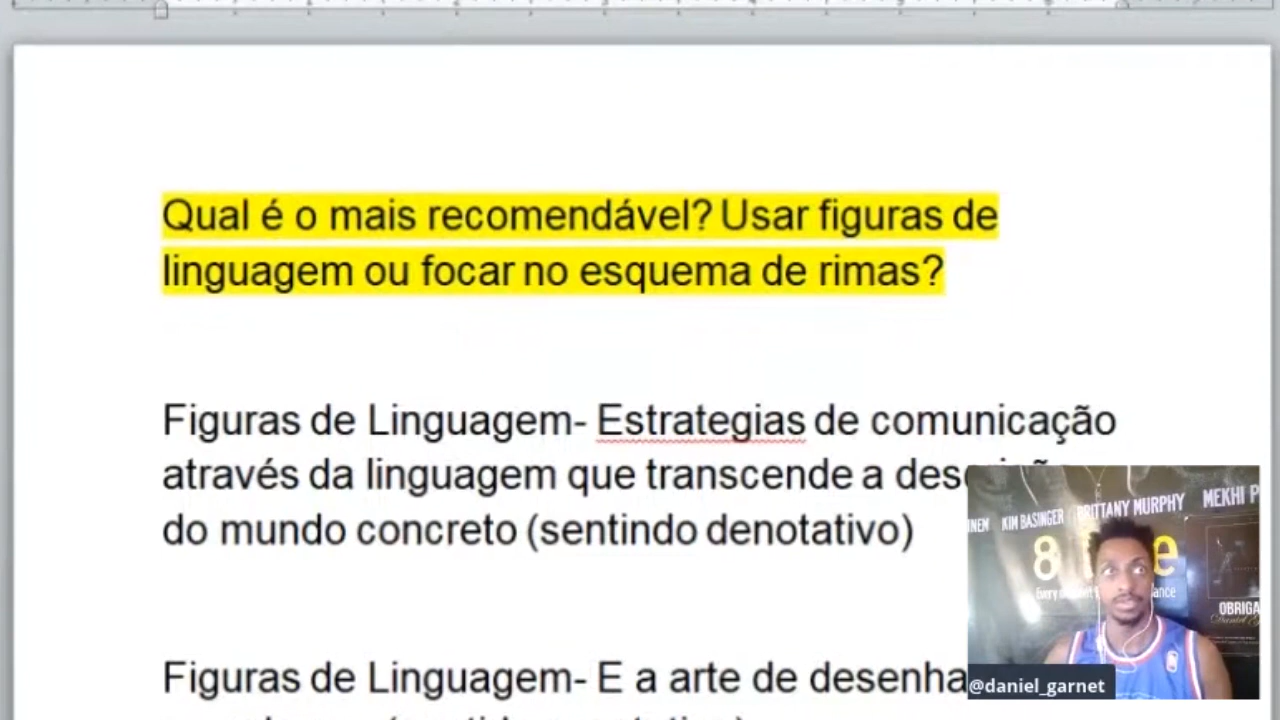 Qual é o mais recomendável? Usar figuras de
linguagem ou focar no esquema de rimas?
Figuras de Linguagem- Estrategias de comunicação
através da linguagem que transcende a
do mundo concreto (sentindo denotativo)
Figuras de Linguagem- E a arte de
KIM BASINGER
BRITTANY MURPHY
MEKHI
8
@daniel_garnet